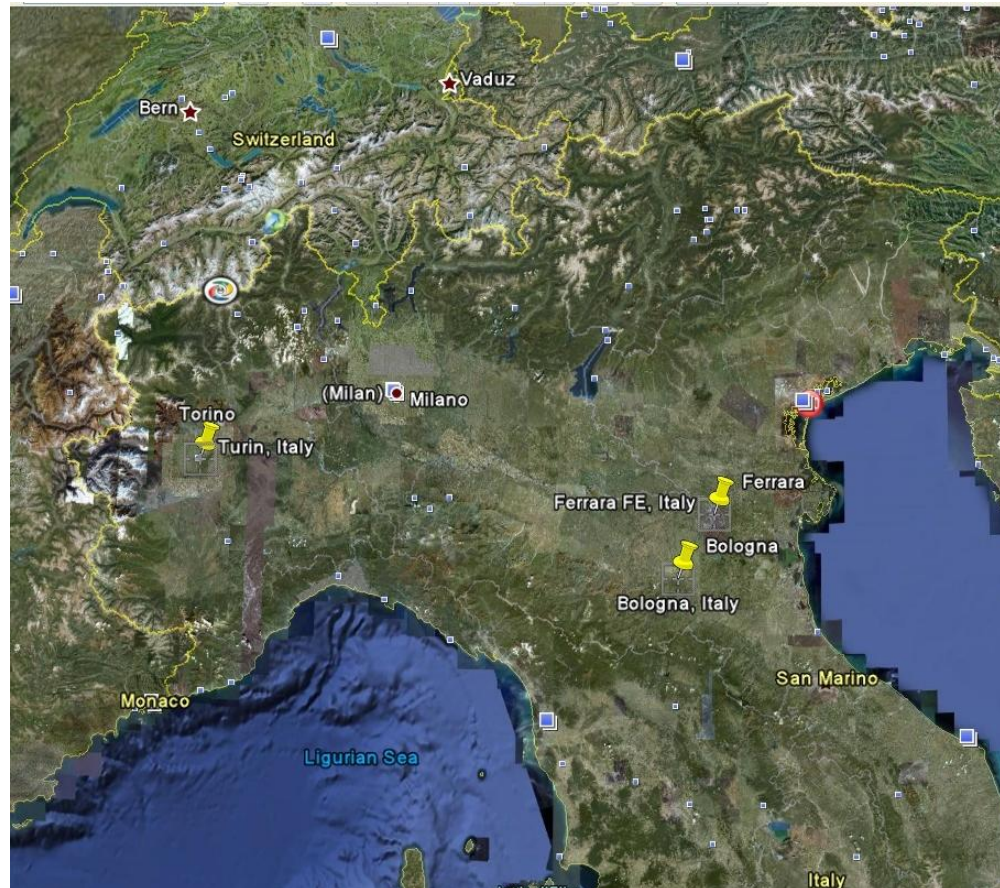 Vaduz
Bern
Switzerland
(Milan) Milano
Torino
Turin, Italy
Ferrara
Ferrara FE, Italy
Bologna
Bologna, Italy
San Marino
Monaco
Ligurian Sea
Italy